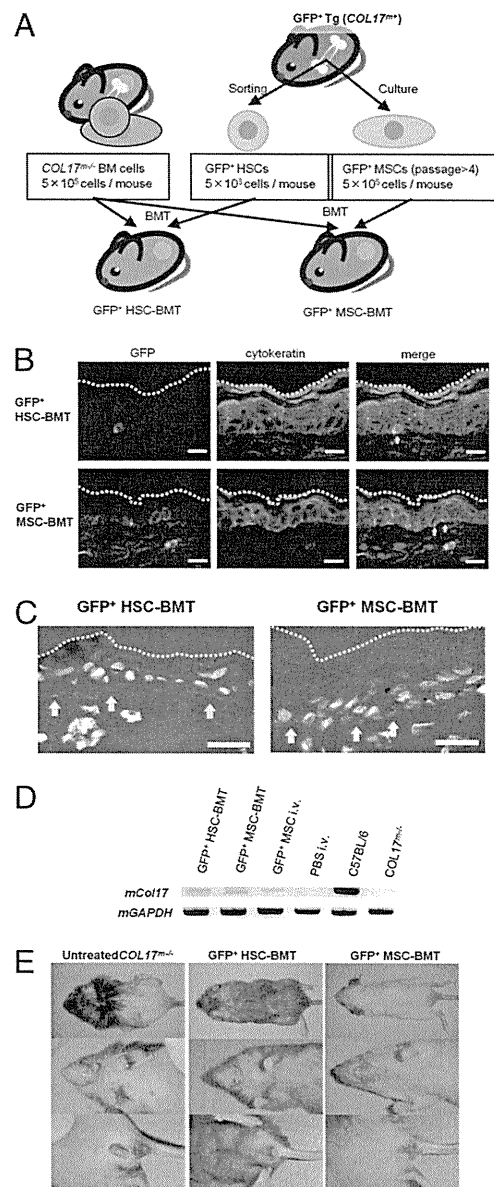 A
GFP⁺ Tg (COL17ᵐ⁺)
Sorting
Culture
COL17ᵐ⁻/⁻ BM cells
5×10⁵ cells / mouse
GFP⁺ HSCs
5×10³ cells / mouse
GFP⁺ MSCs (passage>4)
5×10⁵ cells / mouse
BMT
BMT
GFP⁺ HSC-BMT
GFP⁺ MSC-BMT
B
GFP
cytokeratin
merge
GFP⁺
HSC-BMT
GFP⁺
MSC-BMT
C
GFP⁺ HSC-BMT
GFP⁺ MSC-BMT
D
GFP⁺ HSC-BMT
GFP⁺ MSC-BMT
GFP⁺ MSC i.v.
PBS i.v.
C57BL/6
COL17ᵐ⁻/⁻
mCol17
mGAPDH
E
Untreated COL17ᵐ⁻/⁻
GFP⁺ HSC-BMT
GFP⁺ MSC-BMT